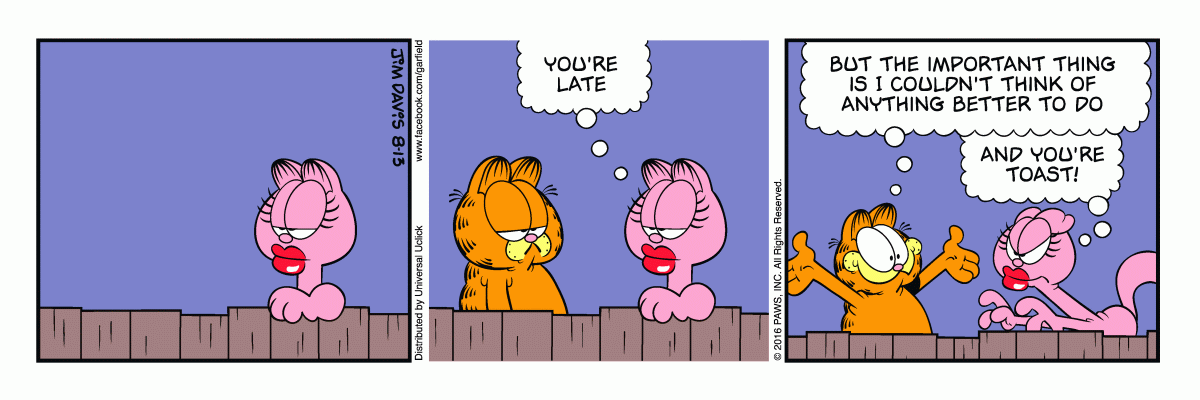 JIM DAVIS 8-13
www.facebook.com/garfield
Distributed by Universal Uclick
YOU'RE
LATE
© 2016 PAWS, INC. All Rights Reserved.
BUT THE IMPORTANT THING
IS I COULDN'T THINK OF
ANYTHING BETTER TO DO
AND YOU'RE
TOAST!